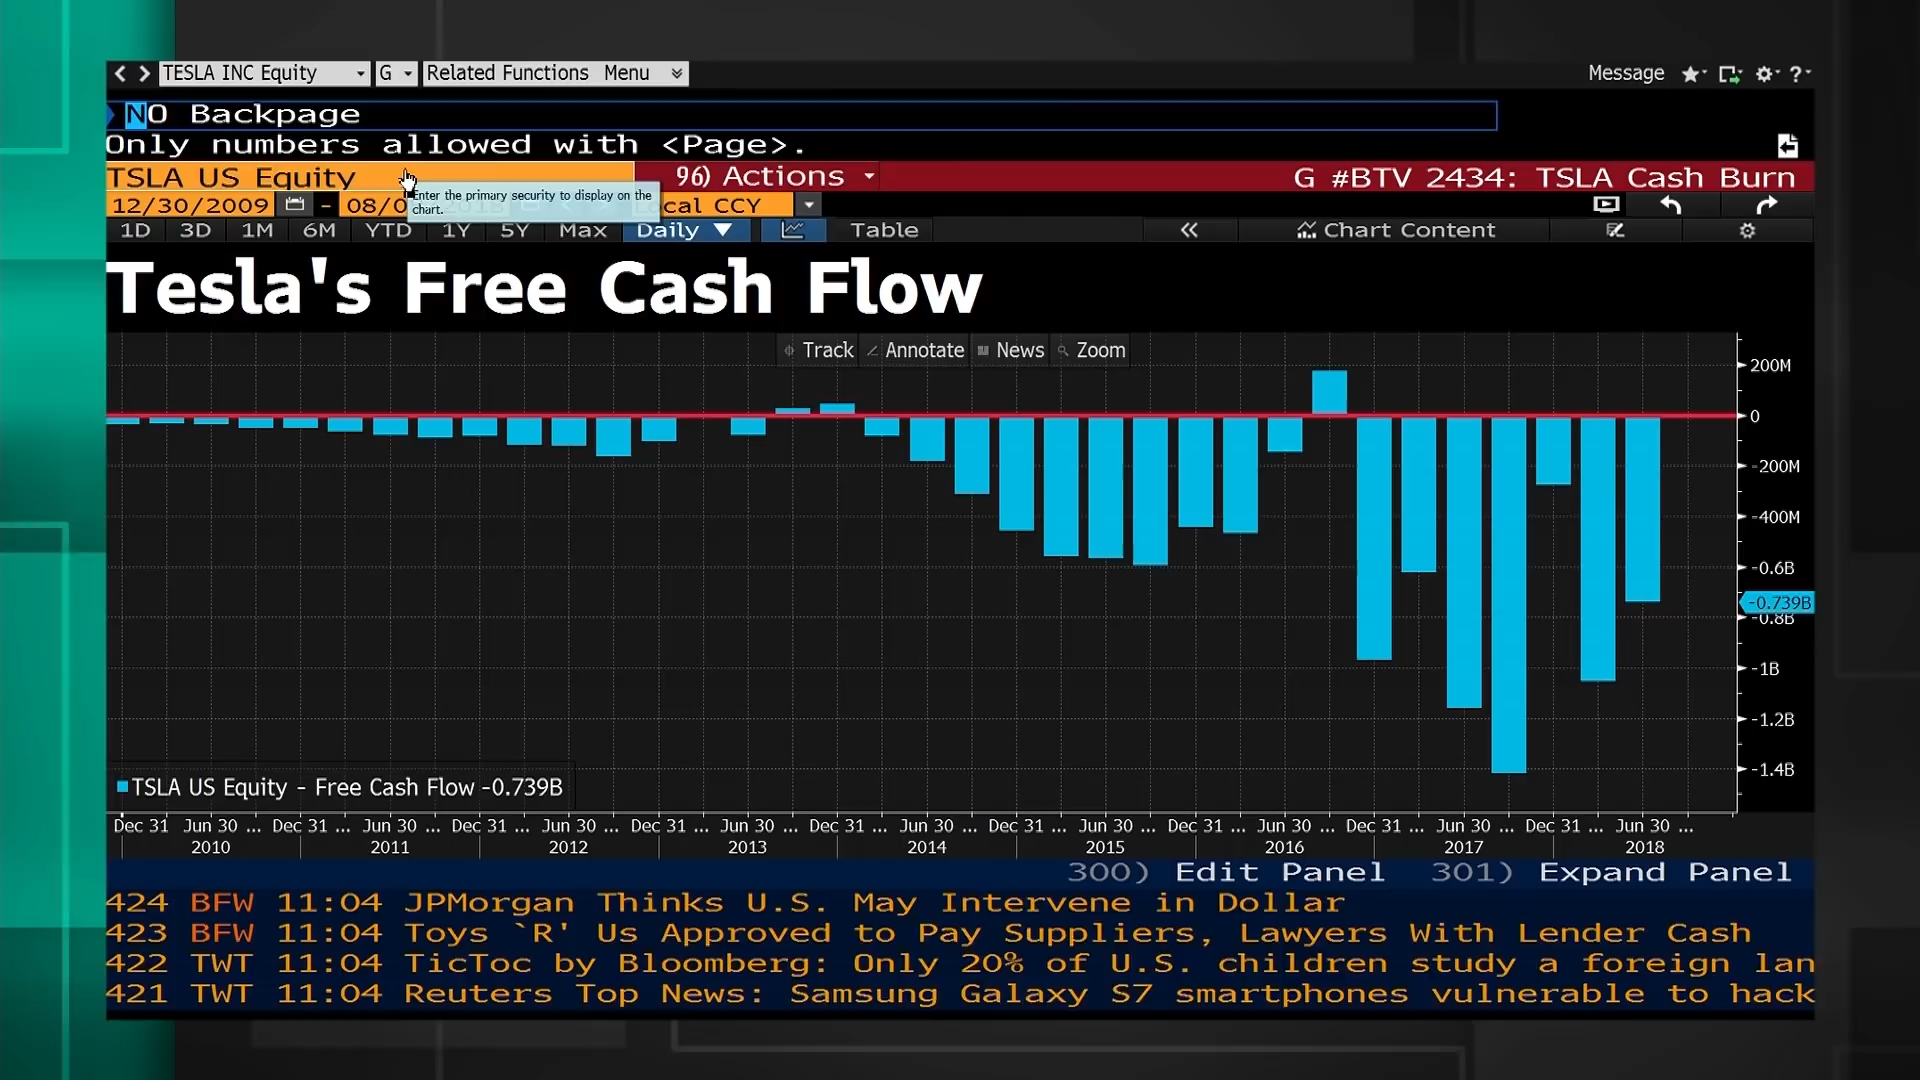 TESLA INC Equity G Related Functions Menu Message ?
NO Backpage
Only numbers allowed with <Page>.
TSLA US Equity 96) Actions G #BTV 2434: TSLA Cash Burn
12/30/2009 - 08/0 Local CCY
Enter the primary security to display on the
chart.
1D 3D 1M 6M YTD 1Y 5Y Max Daily Table « Chart Content
Tesla's Free Cash Flow
Track Annotate News Zoom
200M
0
-200M
-400M
-0.6B
-0.739B
-0.8B
-1B
-1.2B
-1.4B
TSLA US Equity - Free Cash Flow -0.739B
Dec 31 Jun 30 ... Dec 31 ... Jun 30 ... Dec 31 ... Jun 30 ... Dec 31 ... Jun 30 ... Dec 31 ... Jun 30 ... Dec 31 ... Jun 30 ... Dec 31 ... Jun 30 ... Dec 31 ... Jun 30 ... Dec 31 ... Jun 30 ...
2010 2011 2012 2013 2014 2015 2016 2017 2018
300) Edit Panel 301) Expand Panel
424 BFW 11:04 JPMorgan Thinks U.S. May Intervene in Dollar
423 BFW 11:04 Toys `R' Us Approved to Pay Suppliers, Lawyers With Lender Cash
422 TWT 11:04 TicToc by Bloomberg: Only 20% of U.S. children study a foreign lan
421 TWT 11:04 Reuters Top News: Samsung Galaxy S7 smartphones vulnerable to hack